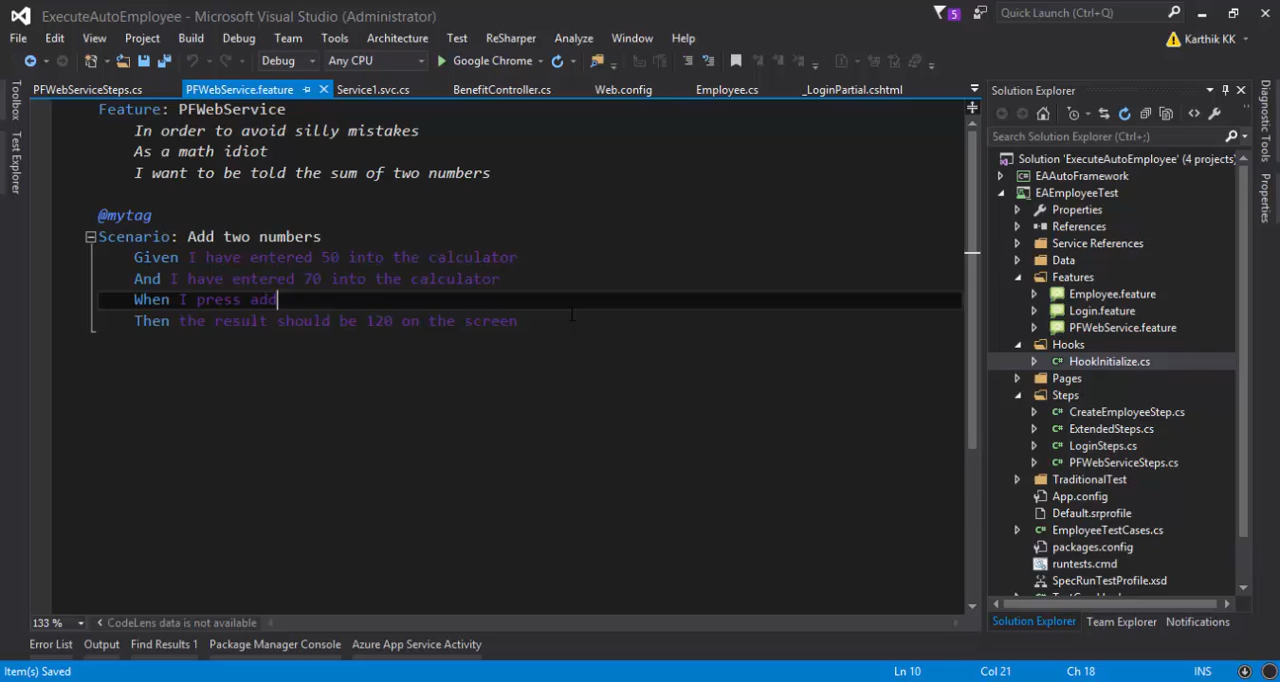 ExecuteAutoEmployee - Microsoft Visual Studio (Administrator)
5
Quick Launch (Ctrl+Q)
File Edit View Project Build Debug Team Tools Architecture Test ReSharper Analyze Window Help
Karthik KK
Debug Any CPU Google Chrome
PFWebServiceSteps.cs PFWebService.feature Service1.svc.cs BenefitController.cs Web.config Employee.cs _LoginPartial.cshtml
Toolbox
Test Explorer
Feature: PFWebService
In order to avoid silly mistakes
As a math idiot
I want to be told the sum of two numbers
@mytag
Scenario: Add two numbers
Given I have entered 50 into the calculator
And I have entered 70 into the calculator
When I press add
Then the result should be 120 on the screen
133 % CodeLens data is not available
Solution Explorer
Search Solution Explorer (Ctrl+;)
Solution 'ExecuteAutoEmployee' (4 projects)
EAAutoFramework
EAEmployeeTest
Properties
References
Service References
Data
Features
Employee.feature
Login.feature
PFWebService.feature
Hooks
HookInitialize.cs
Pages
Steps
CreateEmployeeStep.cs
ExtendedSteps.cs
LoginSteps.cs
PFWebServiceSteps.cs
TraditionalTest
App.config
Default.srprofile
EmployeeTestCases.cs
packages.config
runtests.cmd
SpecRunTestProfile.xsd
Solution Explorer Team Explorer Notifications
Diagnostic Tools
Properties
Error List Output Find Results 1 Package Manager Console Azure App Service Activity
Item(s) Saved Ln 10 Col 21 Ch 18 INS